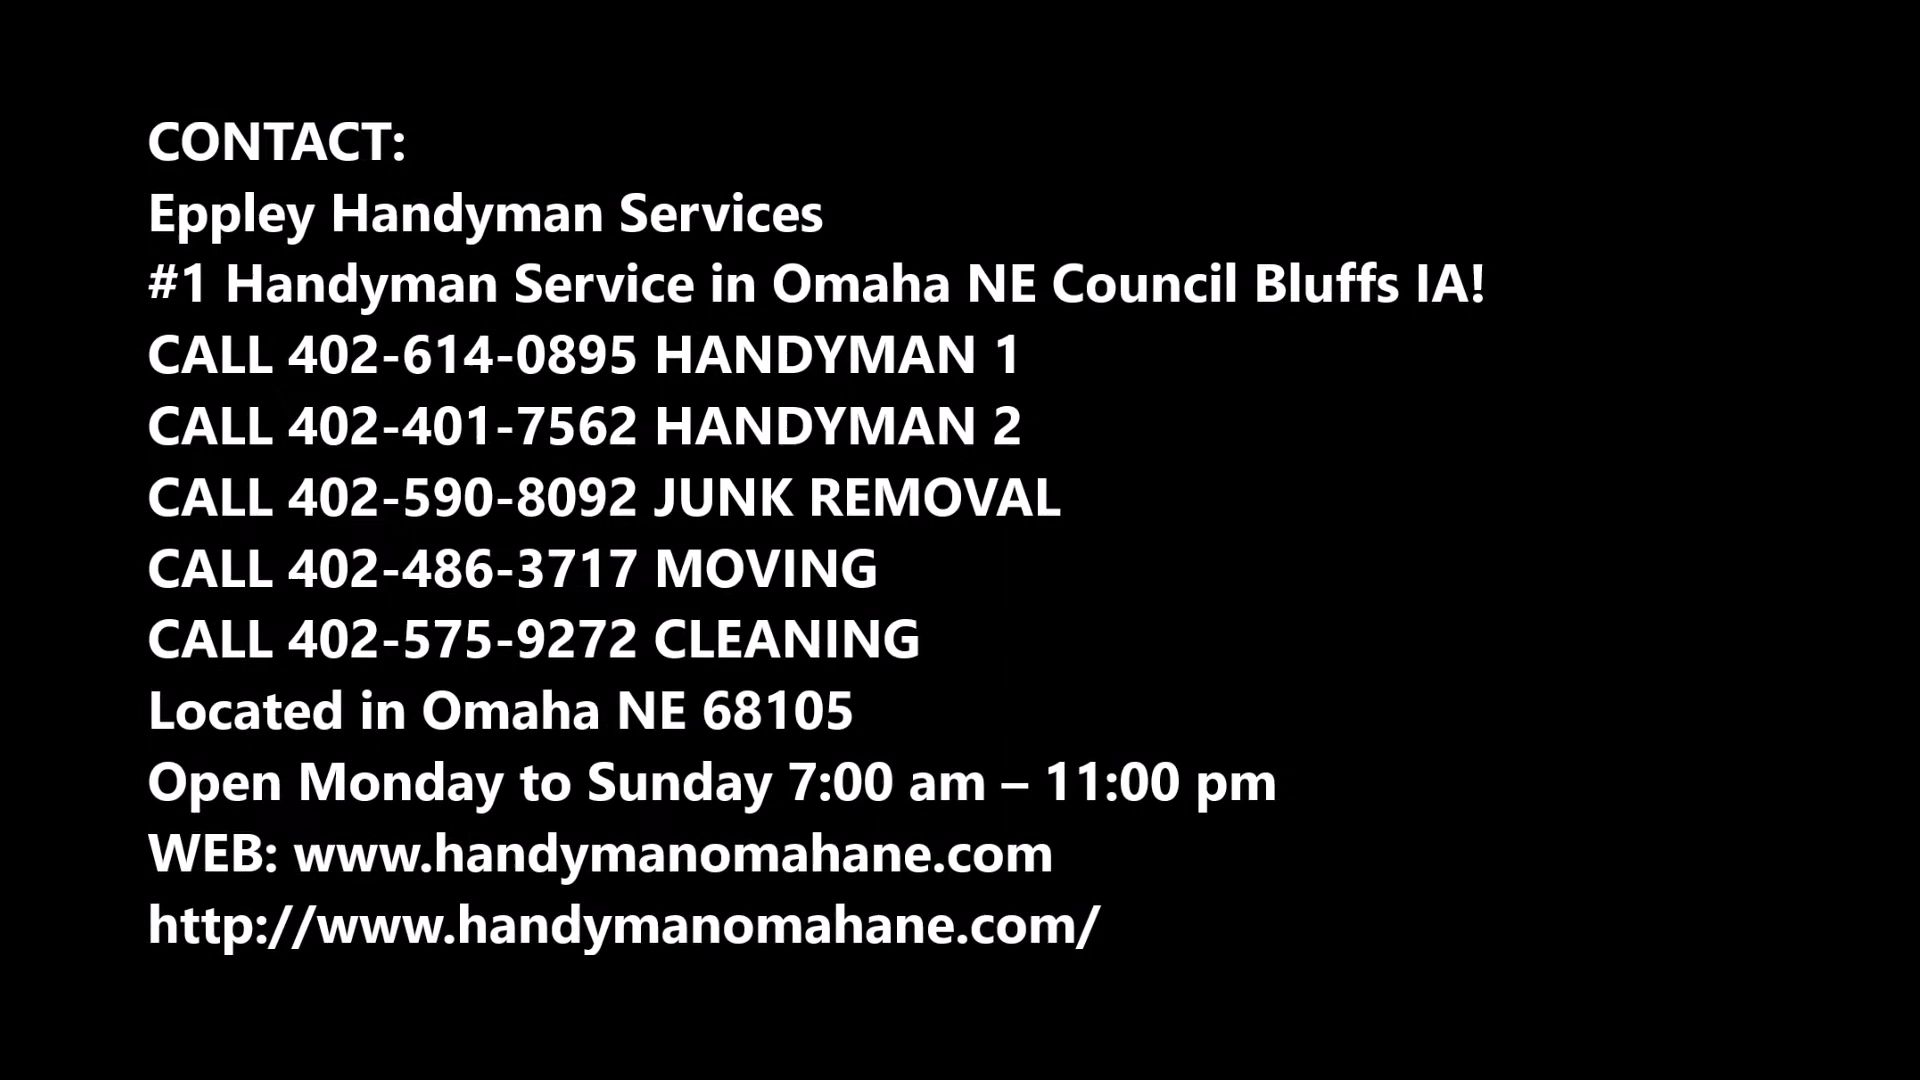 CONTACT:
Eppley Handyman Services
#1 Handyman Service in Omaha NE Council Bluffs IA!
CALL 402-614-0895 HANDYMAN 1
CALL 402-401-7562 HANDYMAN 2
CALL 402-590-8092 JUNK REMOVAL
CALL 402-486-3717 MOVING
CALL 402-575-9272 CLEANING
Located in Omaha NE 68105
Open Monday to Sunday 7:00 am – 11:00 pm
WEB: www.handymanomahane.com
http://www.handymanomahane.com/